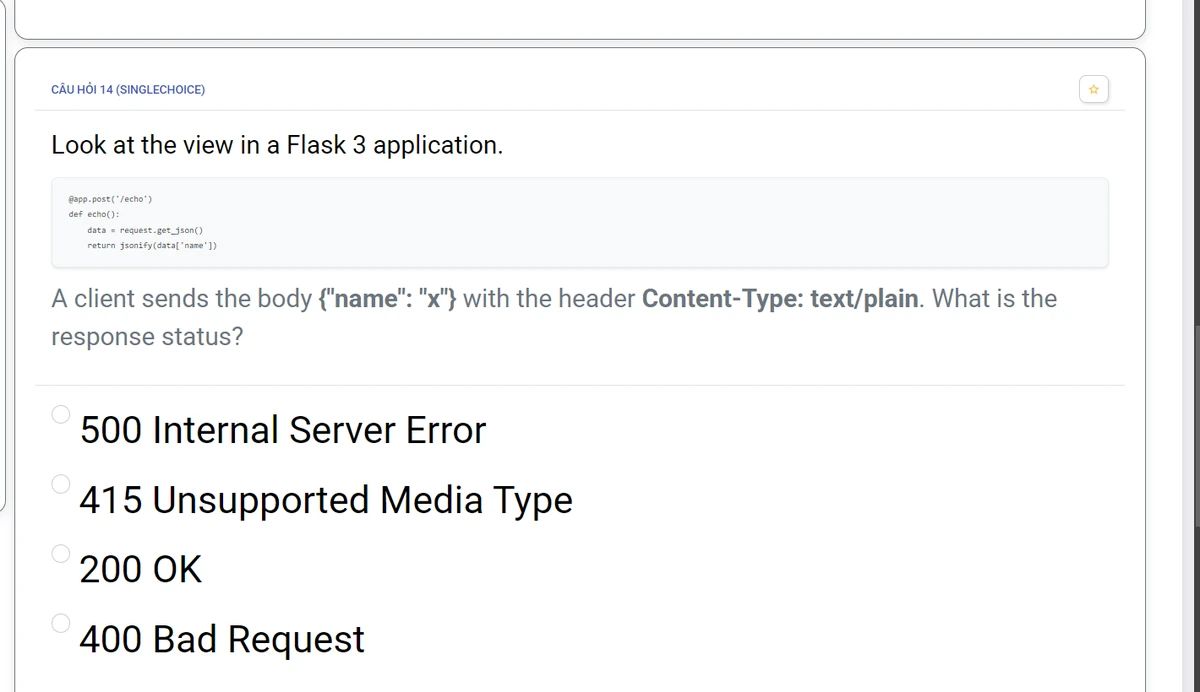 CÂU HỎI 14 (SINGLECHOICE)
Look at the view in a Flask 3 application.
@app.post('/echo')
def echo():
    data = request.get_json()
    return jsonify(data['name'])
A client sends the body {"name": "x"} with the header Content-Type: text/plain. What is the
response status?
500 Internal Server Error
415 Unsupported Media Type
200 OK
400 Bad Request